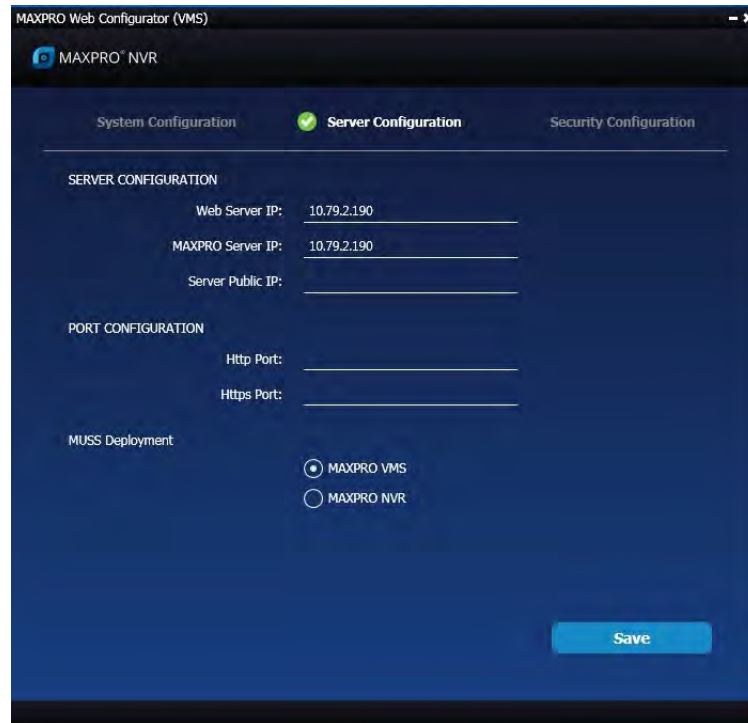 MAXPRO Web Configurator (VMS)
MAXPRO® NVR
System Configuration Server Configuration Security Configuration
SERVER CONFIGURATION
Web Server IP: 10.79.2.190
MAXPRO Server IP: 10.79.2.190
Server Public IP:
PORT CONFIGURATION
Http Port:
Https Port:
MUSS Deployment
MAXPRO VMS
MAXPRO NVR
Save